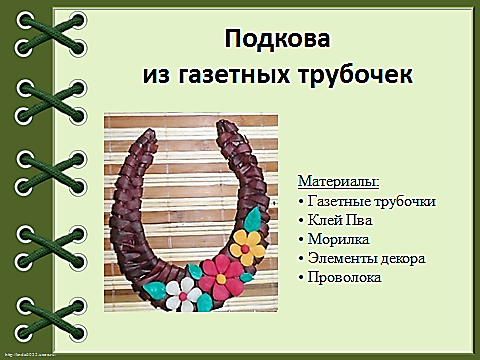 Подкова
из газетных трубочек
Материалы:
• Газетные трубочки
• Клей Пва
• Морилка
• Элементы декора
• Проволока